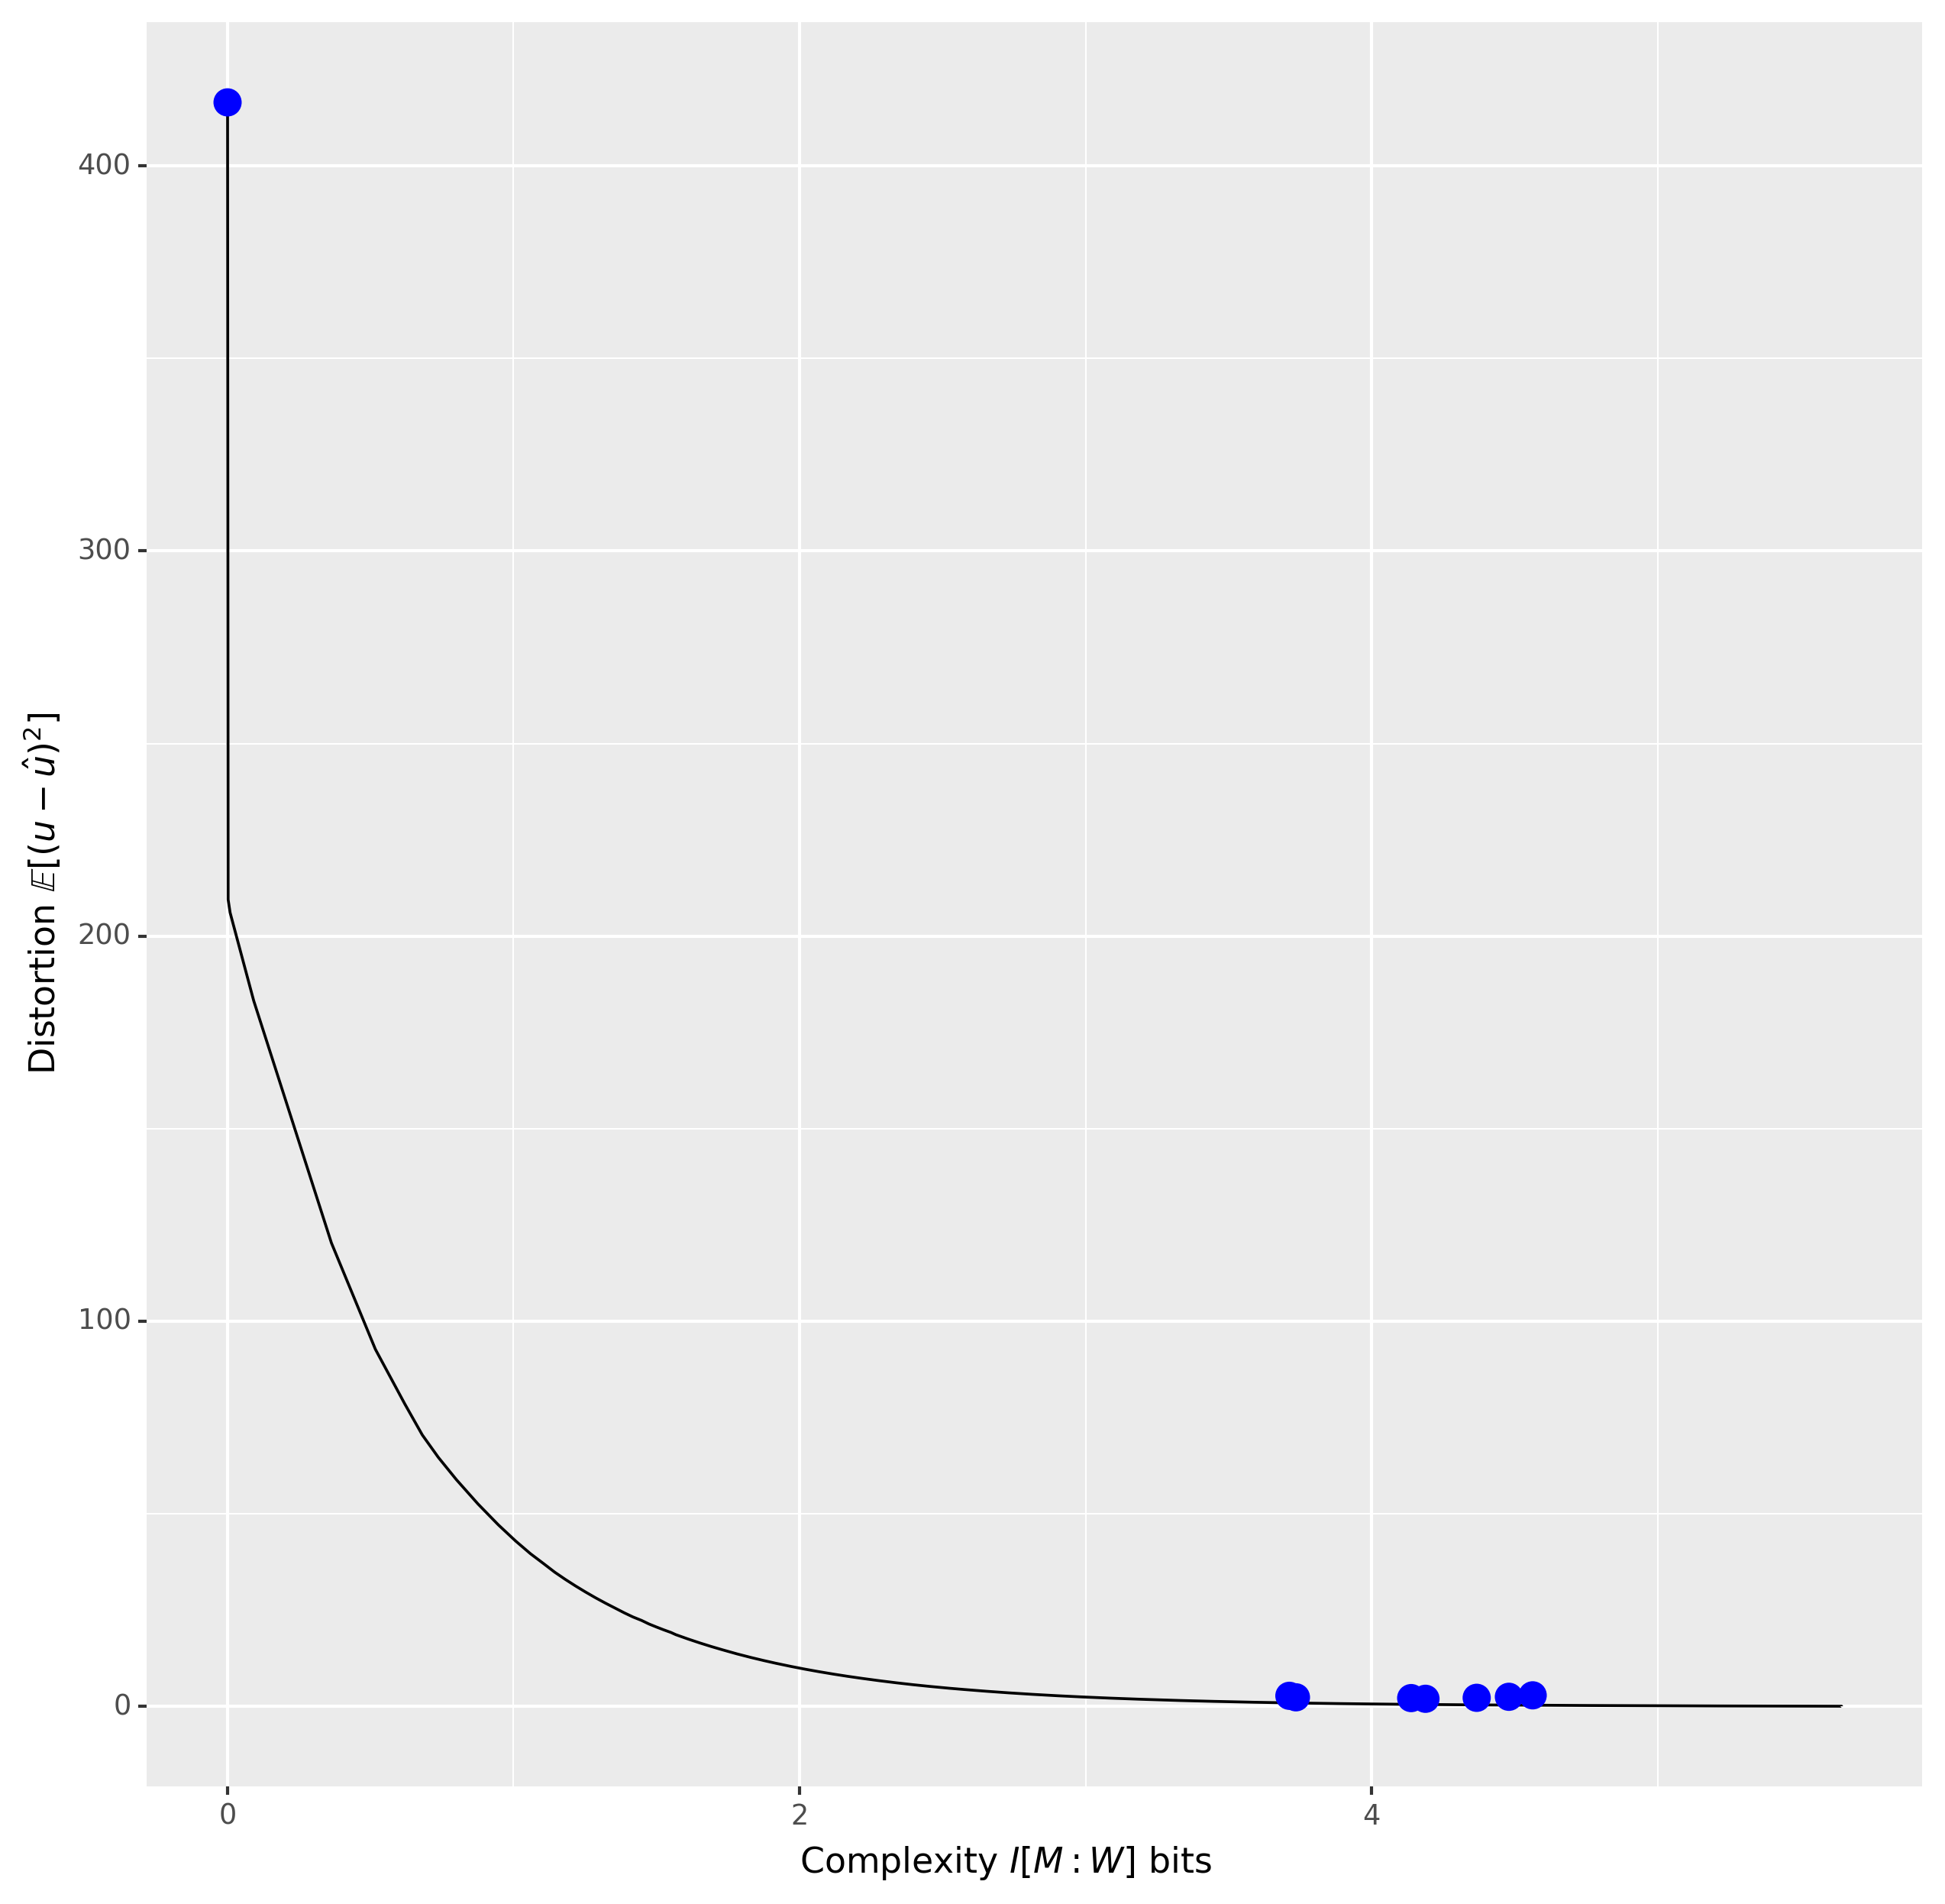 400
300
200
100
0
Distortion 𝔼[(u − û)²]
0 2 4
Complexity I[M : W] bits